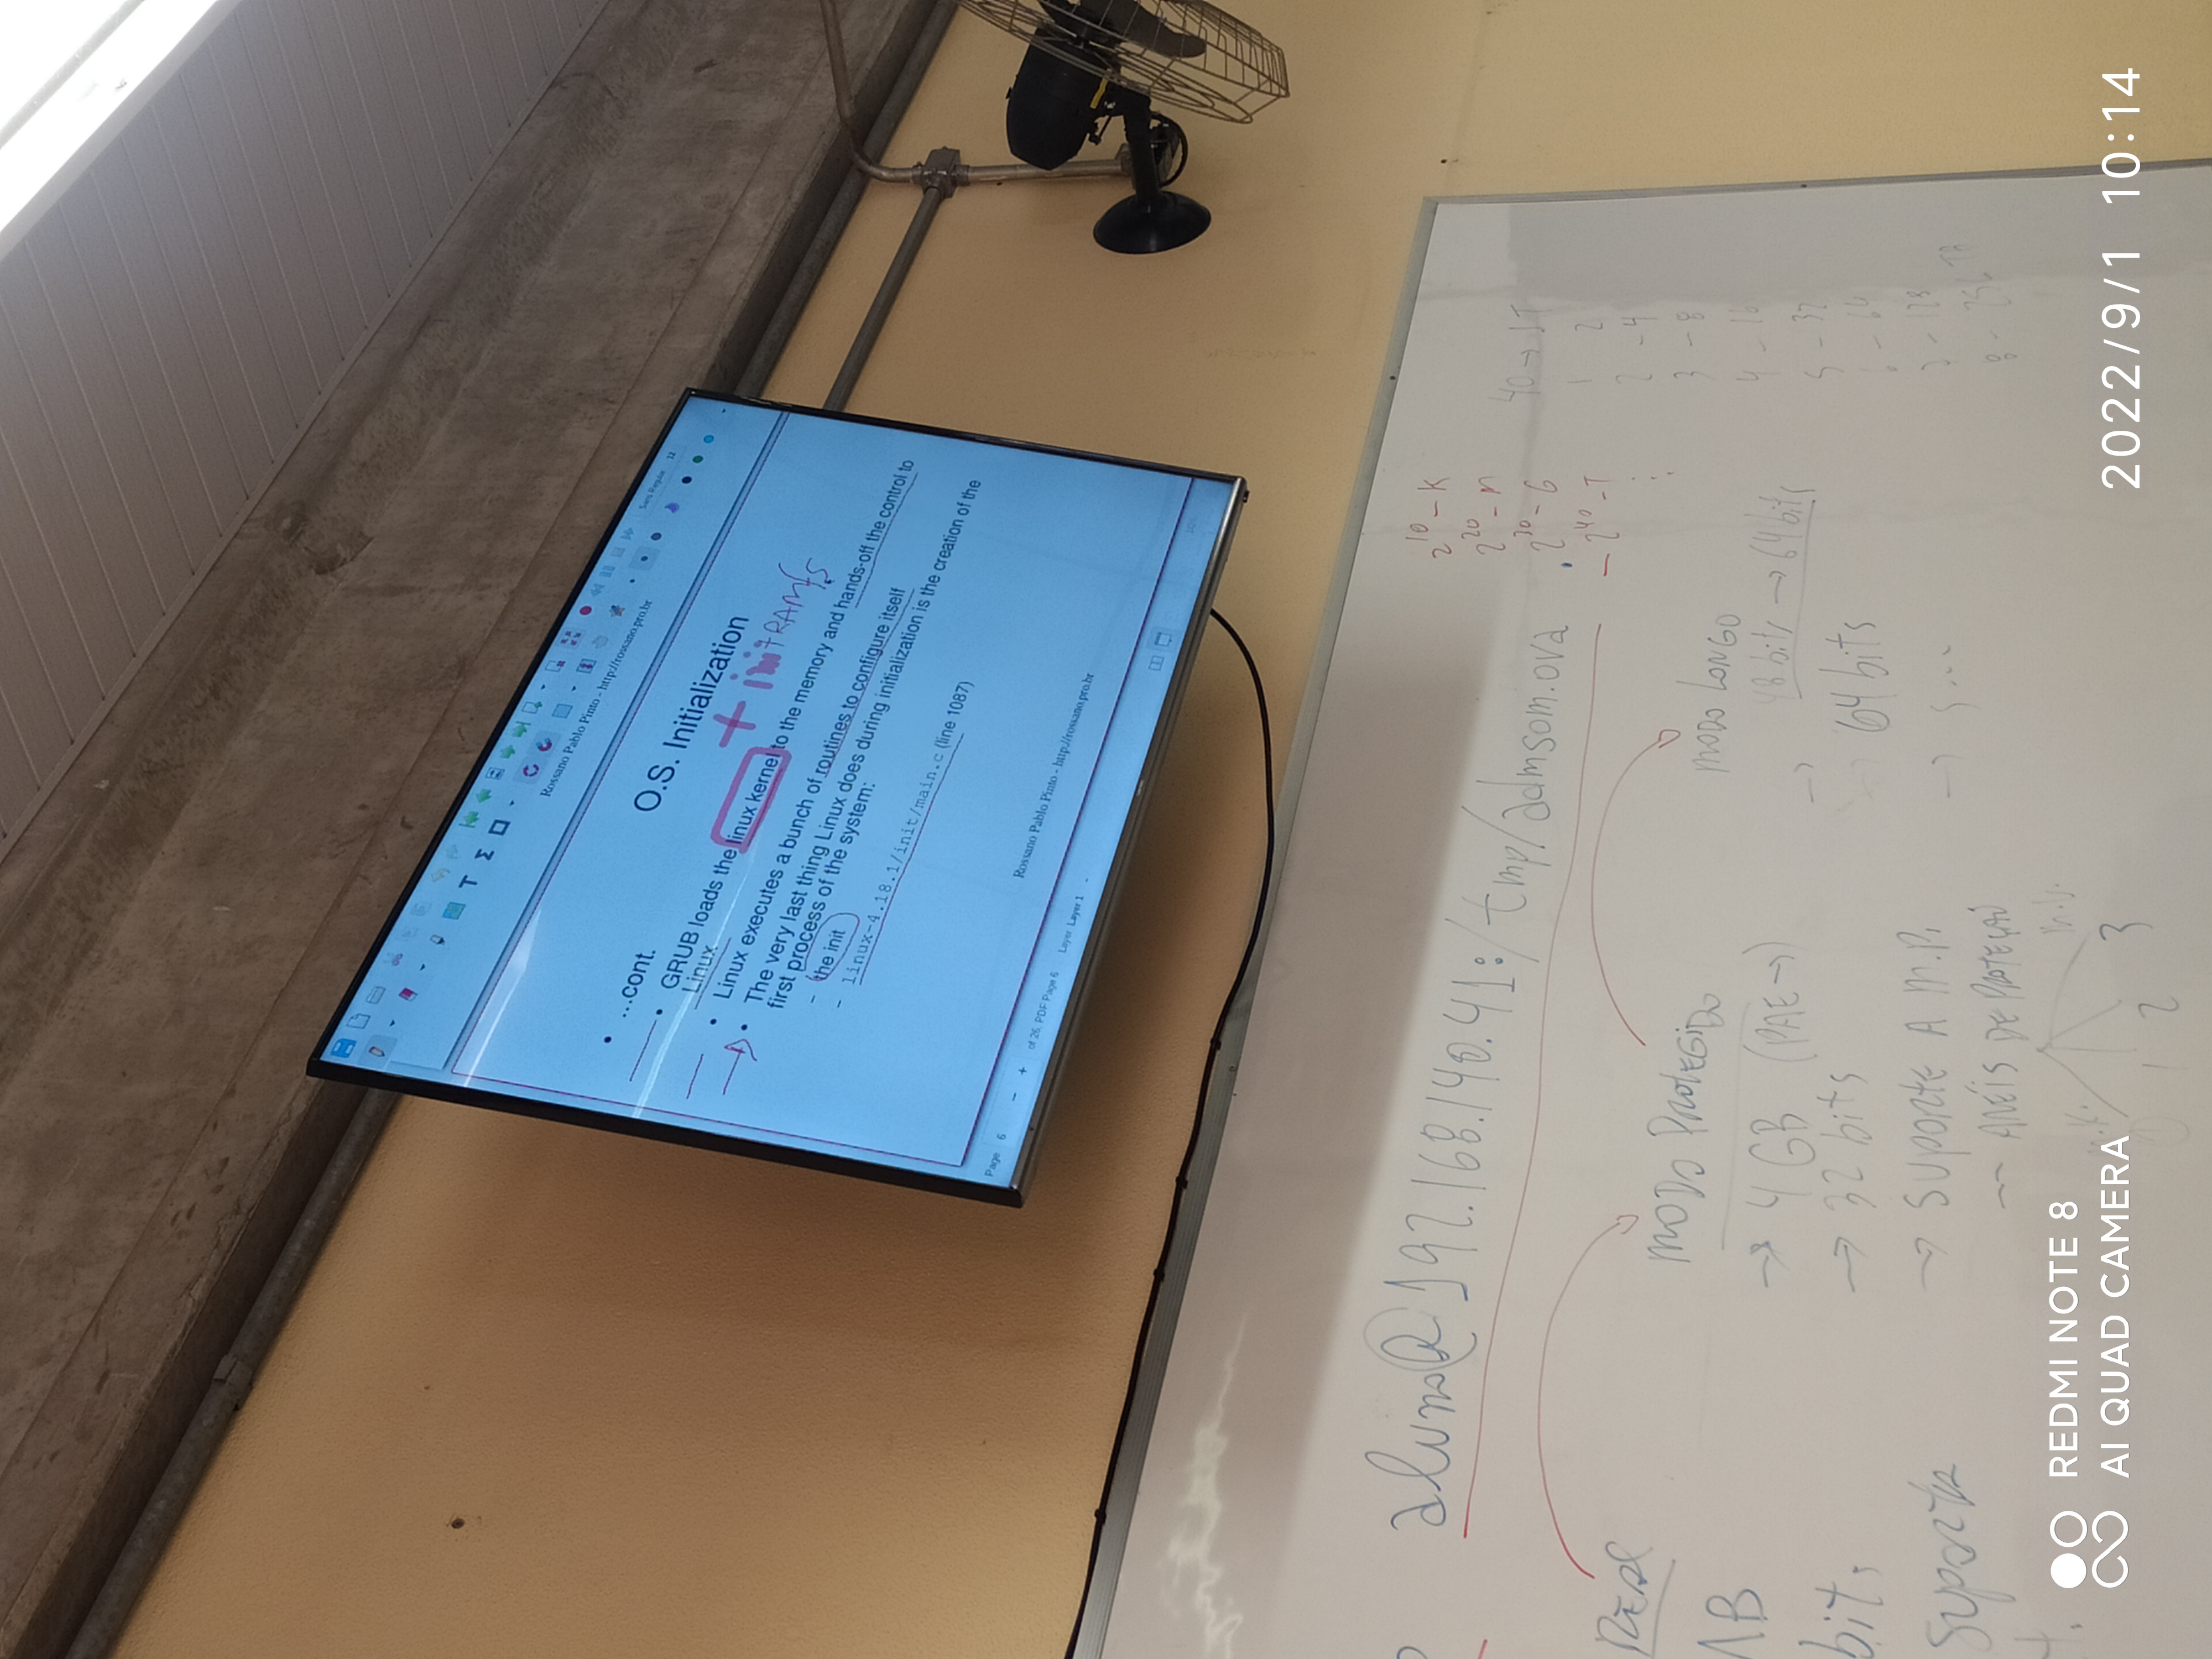 Sans Regular 12
Rossano Pablo Pinto - http://rossano.pro.br
O.S. Initialization
+ initRAMFS
• ...cont.
• GRUB loads the linux kernel to the memory and hands-off the control to
Linux
• Linux executes a bunch of routines to configure itself
• The very last thing Linux does during initialization is the creation of the
first process of the system:
– the init
– linux-4.18.1/init/main.c (line 1087)
Rossano Pablo Pinto - http://rossano.pro.br
Page 6 − + of 26, PDF Page 6 Layer Layer 1
aluno@192.168.140.41:/tmp/admsom.ova
2^10 – K
2^20 – M
2^30 – G
– 2^40 – T
40 → 1T
1 2
2 – 4
3 – 8
4 – 16
5 – 32
6 – 64
7 – 128
8 – 256 TB
REAL
bits
suporta
MODO PROTEGIDO
→ 4 GB (PAE →)
→ 32 bits
→ SUPORTE A M.P.
-- ANÉIS DE PROTEÇÃO
M.K. M.U.
0 1 2 3
MODO LONGO
→ 48 bits → 64 bits
64 bits
→ S...
REDMI NOTE 8
AI QUAD CAMERA
2022/9/1 10:14